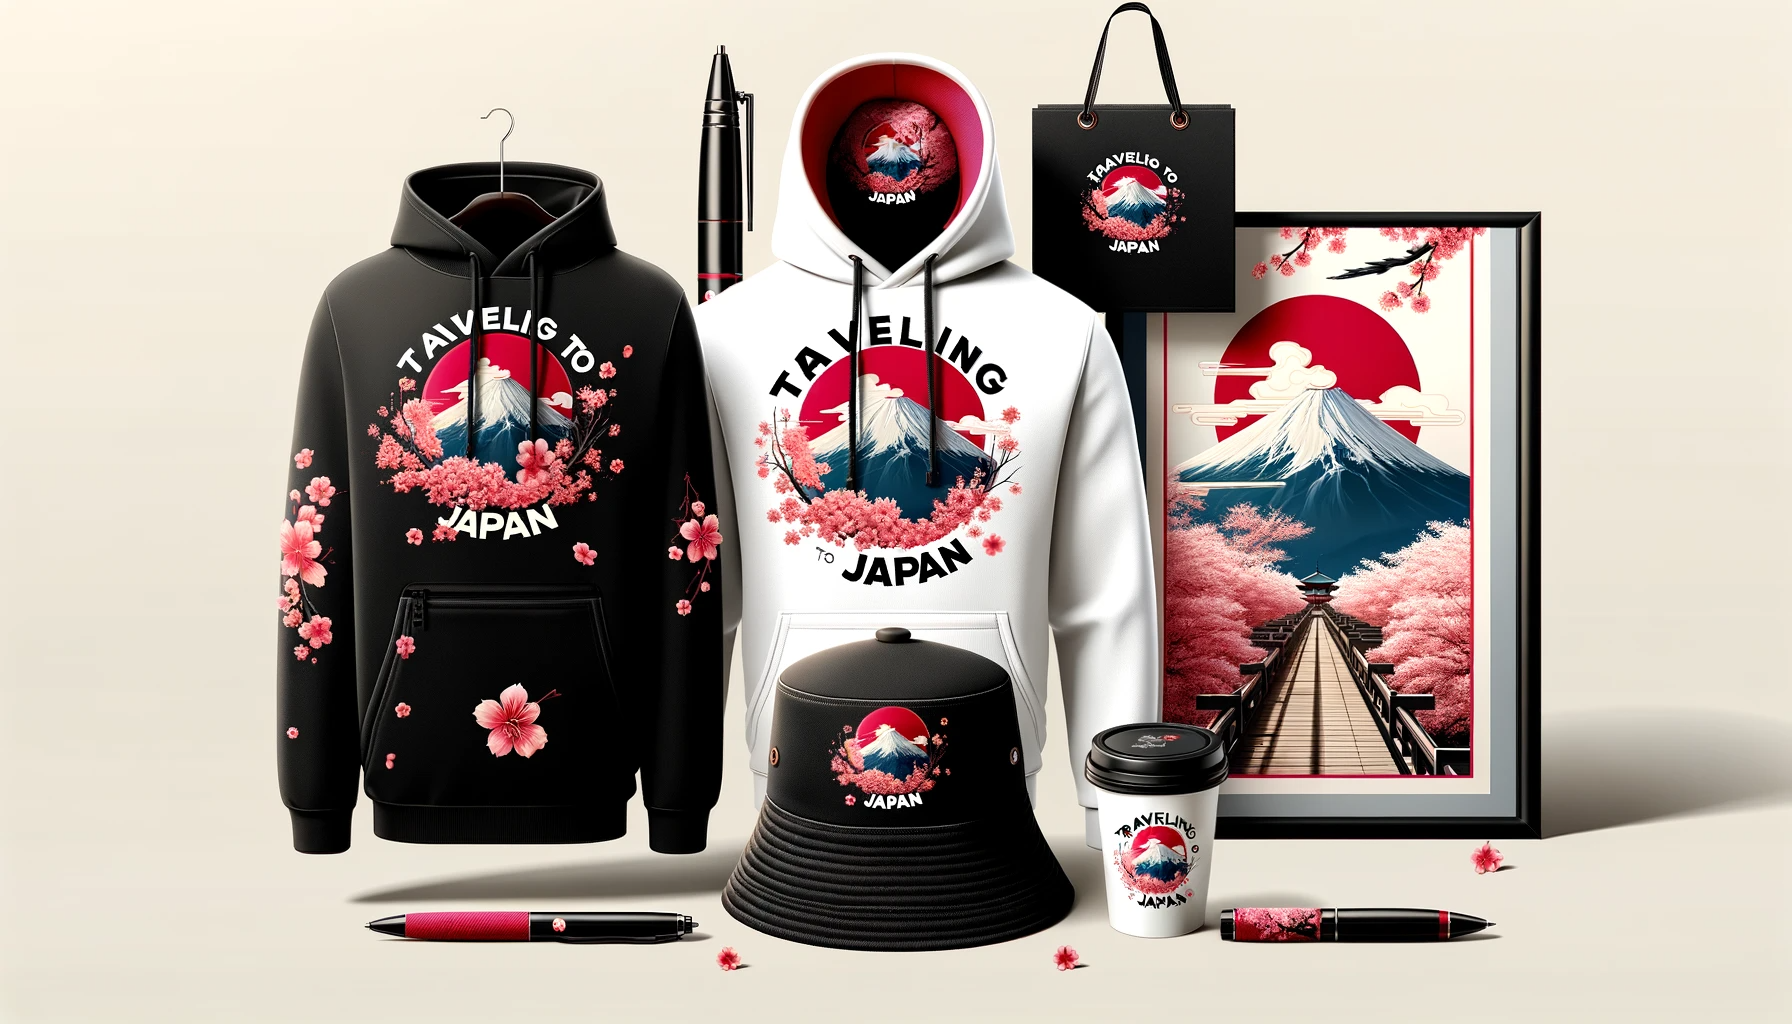 TAIVELIG TO
JAPAN
TAVELING
TO JAPAN
JAPAN
TAAVELIO TO
JAPAN
JAPAN
TRAVELING
JAPAN